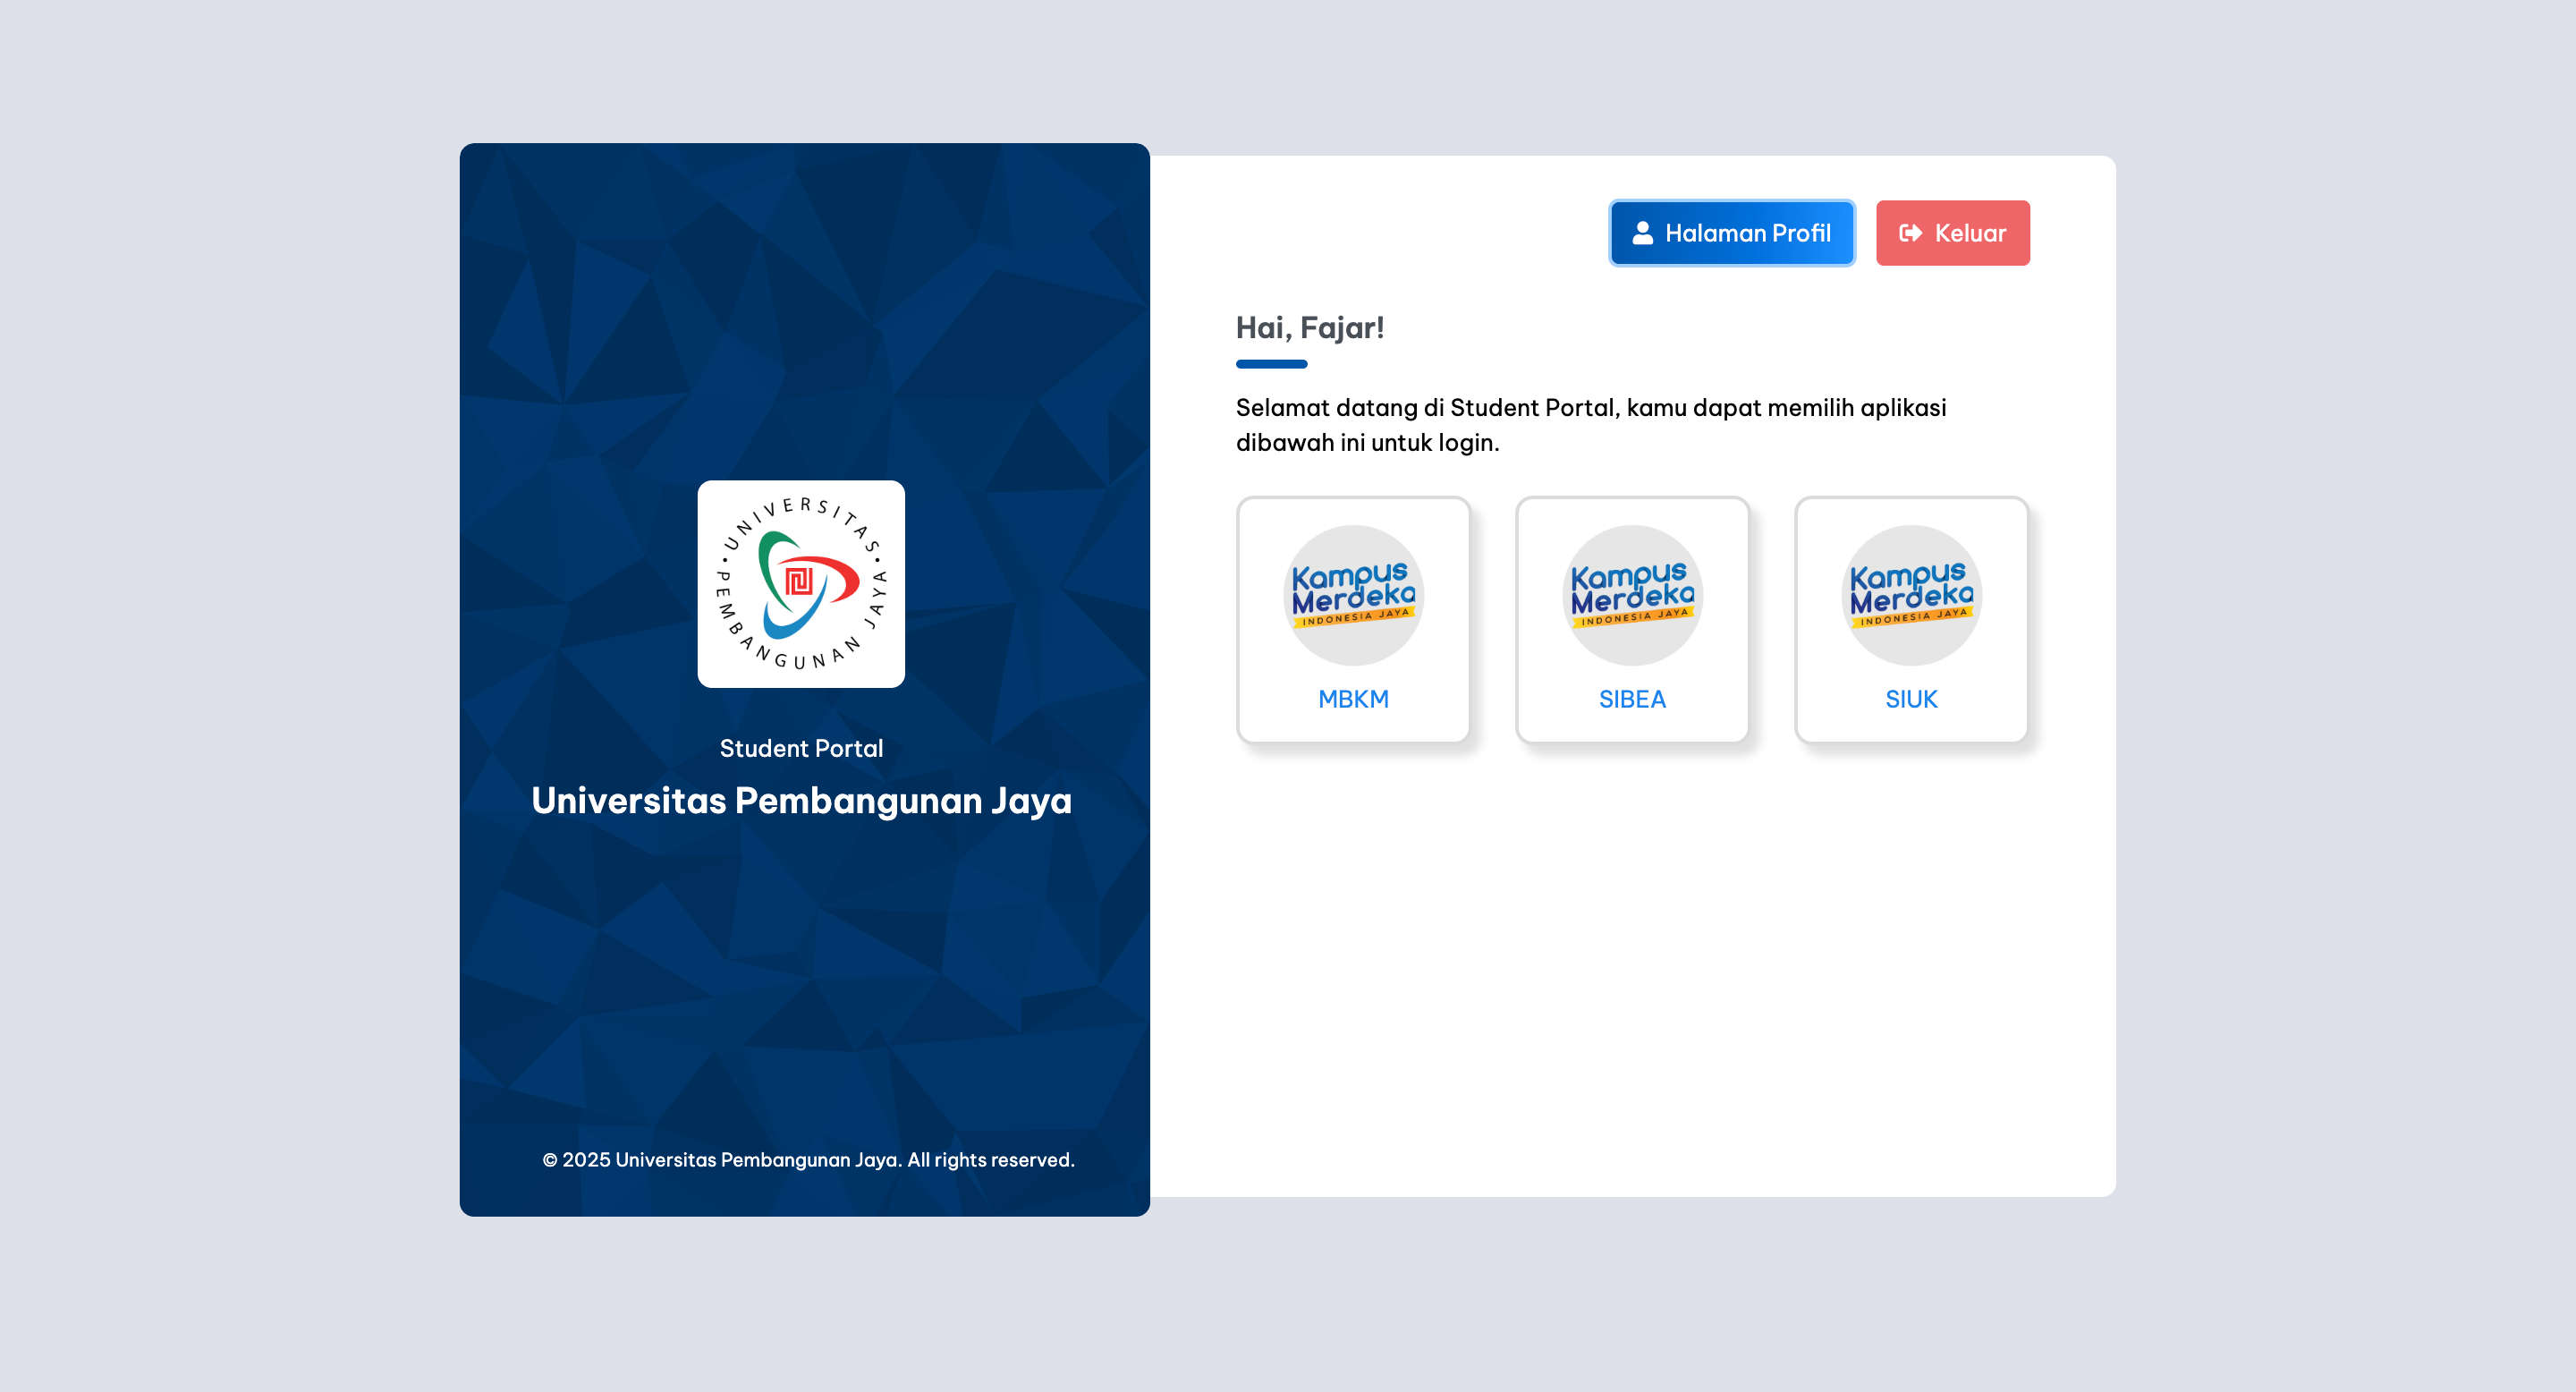 • UNIVERSITAS •
PEMBANGUNAN JAYA
Student Portal
Universitas Pembangunan Jaya
© 2025 Universitas Pembangunan Jaya. All rights reserved.
Halaman Profil
Keluar
Hai, Fajar!
Selamat datang di Student Portal, kamu dapat memilih aplikasi
dibawah ini untuk login.
Kampus
Merdeka
INDONESIA JAYA
MBKM
Kampus
Merdeka
INDONESIA JAYA
SIBEA
Kampus
Merdeka
INDONESIA JAYA
SIUK